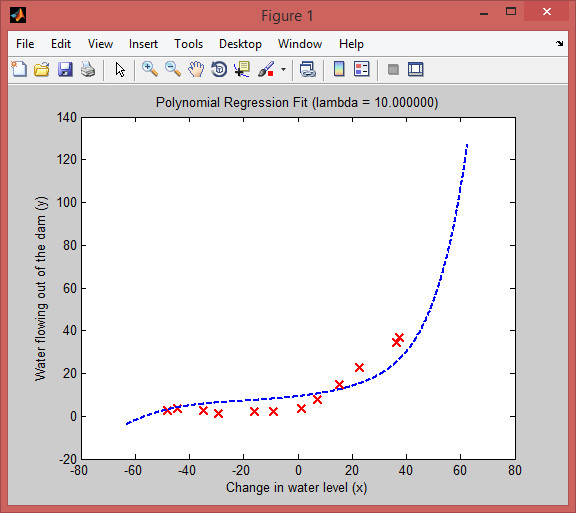 Figure 1
File Edit View Insert Tools Desktop Window Help
Polynomial Regression Fit (lambda = 10.000000)
140
120
100
80
60
40
20
0
-20
Water flowing out of the dam (y)
-80 -60 -40 -20 0 20 40 60 80
Change in water level (x)